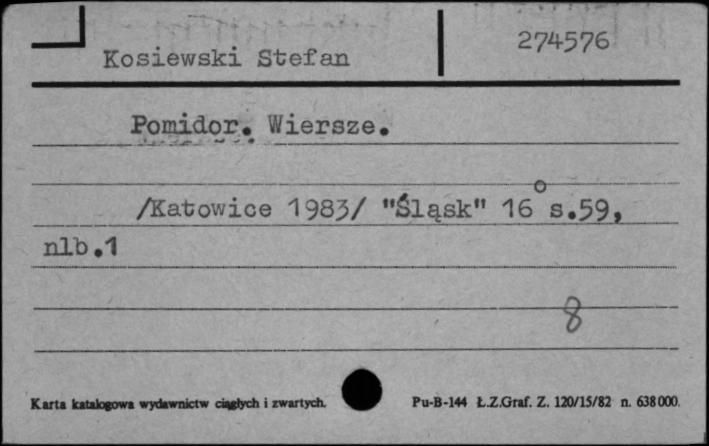 Kosiewski Stefan
274576
Pomidor. Wiersze.
/Katowice 1983/ "Śląsk" 16° s.59,
nlb.1
8
Karta katalogowa wydawnictw ciągłych i zwartych.
Pu-B-144 Ł.Z.Graf. Z. 120/15/82 n. 638000.